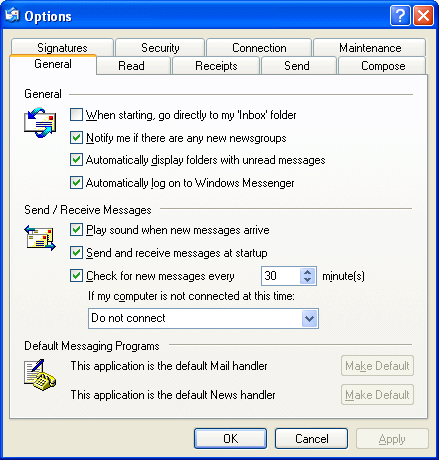 Options
Signatures Security Connection Maintenance
General Read Receipts Send Compose
General
When starting, go directly to my 'Inbox' folder
Notify me if there are any new newsgroups
Automatically display folders with unread messages
Automatically log on to Windows Messenger
Send / Receive Messages
Play sound when new messages arrive
Send and receive messages at startup
Check for new messages every 30 minute(s)
If my computer is not connected at this time:
Do not connect
Default Messaging Programs
This application is the default Mail handler Make Default
This application is the default News handler Make Default
OK Cancel Apply